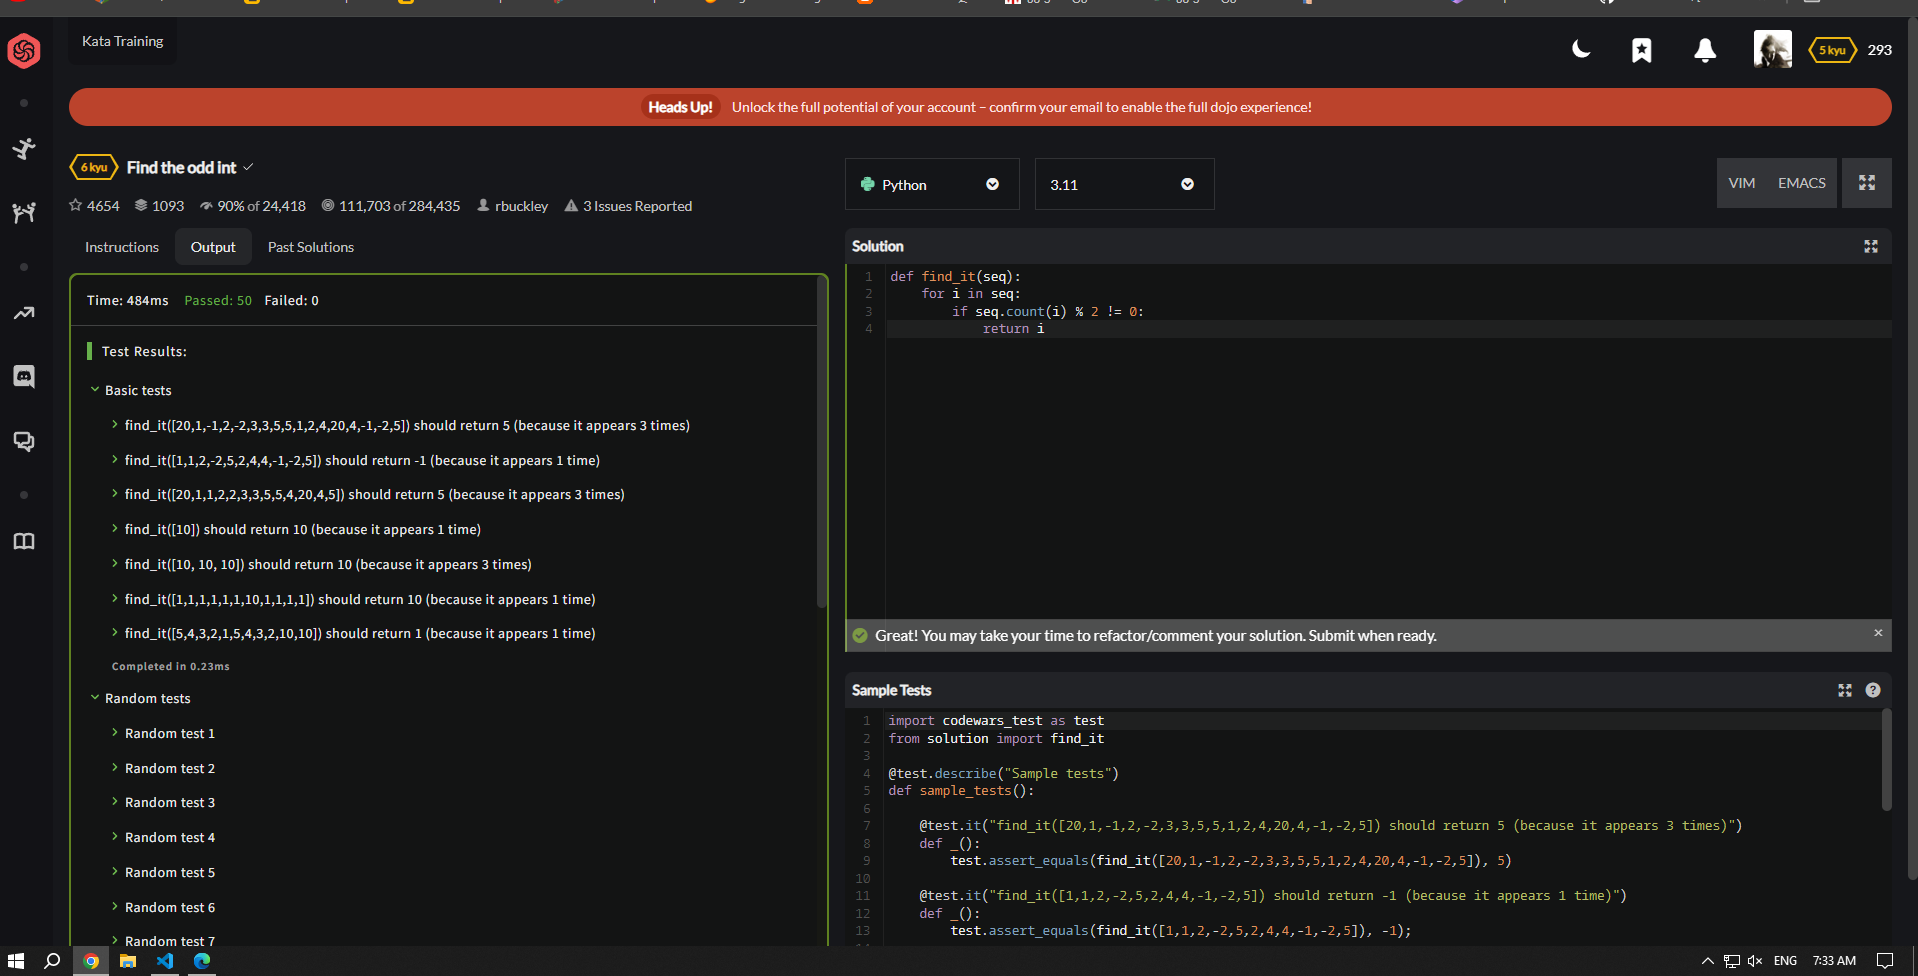 Kata Training
5 kyu 293
Heads Up! Unlock the full potential of your account – confirm your email to enable the full dojo experience!
6 kyu Find the odd int
4654 1093 90% of 24,418 111,703 of 284,435 rbuckley 3 Issues Reported
Instructions Output Past Solutions
Time: 484ms Passed: 50 Failed: 0
Test Results:
Basic tests
find_it([20,1,-1,2,-2,3,3,5,5,1,2,4,20,4,-1,-2,5]) should return 5 (because it appears 3 times)
find_it([1,1,2,-2,5,2,4,4,-1,-2,5]) should return -1 (because it appears 1 time)
find_it([20,1,1,2,2,3,3,5,5,4,20,4,5]) should return 5 (because it appears 3 times)
find_it([10]) should return 10 (because it appears 1 time)
find_it([10, 10, 10]) should return 10 (because it appears 3 times)
find_it([1,1,1,1,1,1,10,1,1,1,1]) should return 10 (because it appears 1 time)
find_it([5,4,3,2,1,5,4,3,2,10,10]) should return 1 (because it appears 1 time)
Completed in 0.23ms
Random tests
Random test 1
Random test 2
Random test 3
Random test 4
Random test 5
Random test 6
Random test 7
Python 3.11 VIM EMACS
Solution
1 def find_it(seq):
2     for i in seq:
3         if seq.count(i) % 2 != 0:
4             return i
Great! You may take your time to refactor/comment your solution. Submit when ready. ×
Sample Tests ?
1 import codewars_test as test
2 from solution import find_it
3
4 @test.describe("Sample tests")
5 def sample_tests():
6
7     @test.it("find_it([20,1,-1,2,-2,3,3,5,5,1,2,4,20,4,-1,-2,5]) should return 5 (because it appears 3 times)")
8     def _():
9         test.assert_equals(find_it([20,1,-1,2,-2,3,3,5,5,1,2,4,20,4,-1,-2,5]), 5)
10
11     @test.it("find_it([1,1,2,-2,5,2,4,4,-1,-2,5]) should return -1 (because it appears 1 time)")
12     def _():
13         test.assert_equals(find_it([1,1,2,-2,5,2,4,4,-1,-2,5]), -1);
ENG 7:33 AM